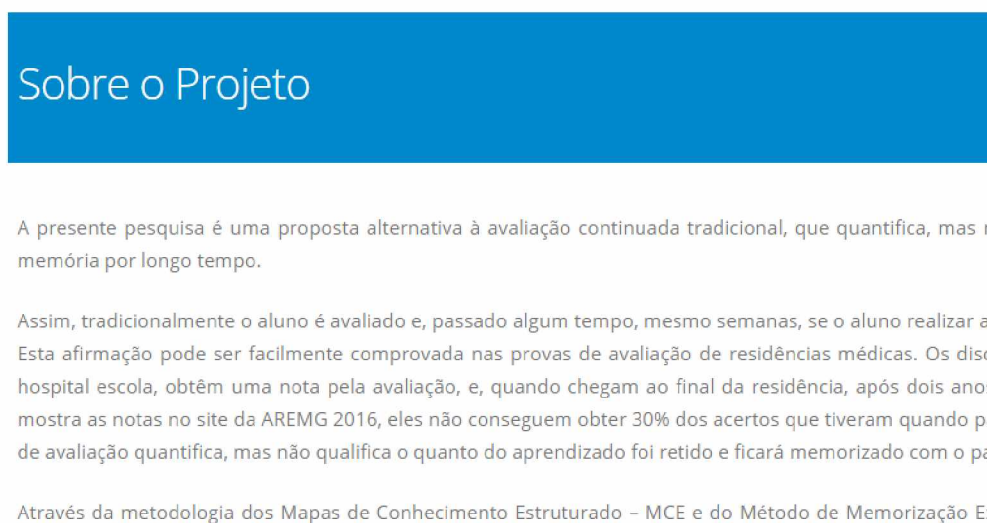 Sobre o Projeto
A presente pesquisa é uma proposta alternativa à avaliação continuada tradicional, que quantifica, mas
memória por longo tempo.
Assim, tradicionalmente o aluno é avaliado e, passado algum tempo, mesmo semanas, se o aluno realizar
Esta afirmação pode ser facilmente comprovada nas provas de avaliação de residências médicas. Os
hospital escola, obtêm uma nota pela avaliação, e, quando chegam ao final da residência, após dois
mostra as notas no site da AREMG 2016, eles não conseguem obter 30% dos acertos que tiveram quando
de avaliação quantifica, mas não qualifica o quanto do aprendizado foi retido e ficará memorizado com o
Através da metodologia dos Mapas de Conhecimento Estruturado – MCE e do Método de Memorização